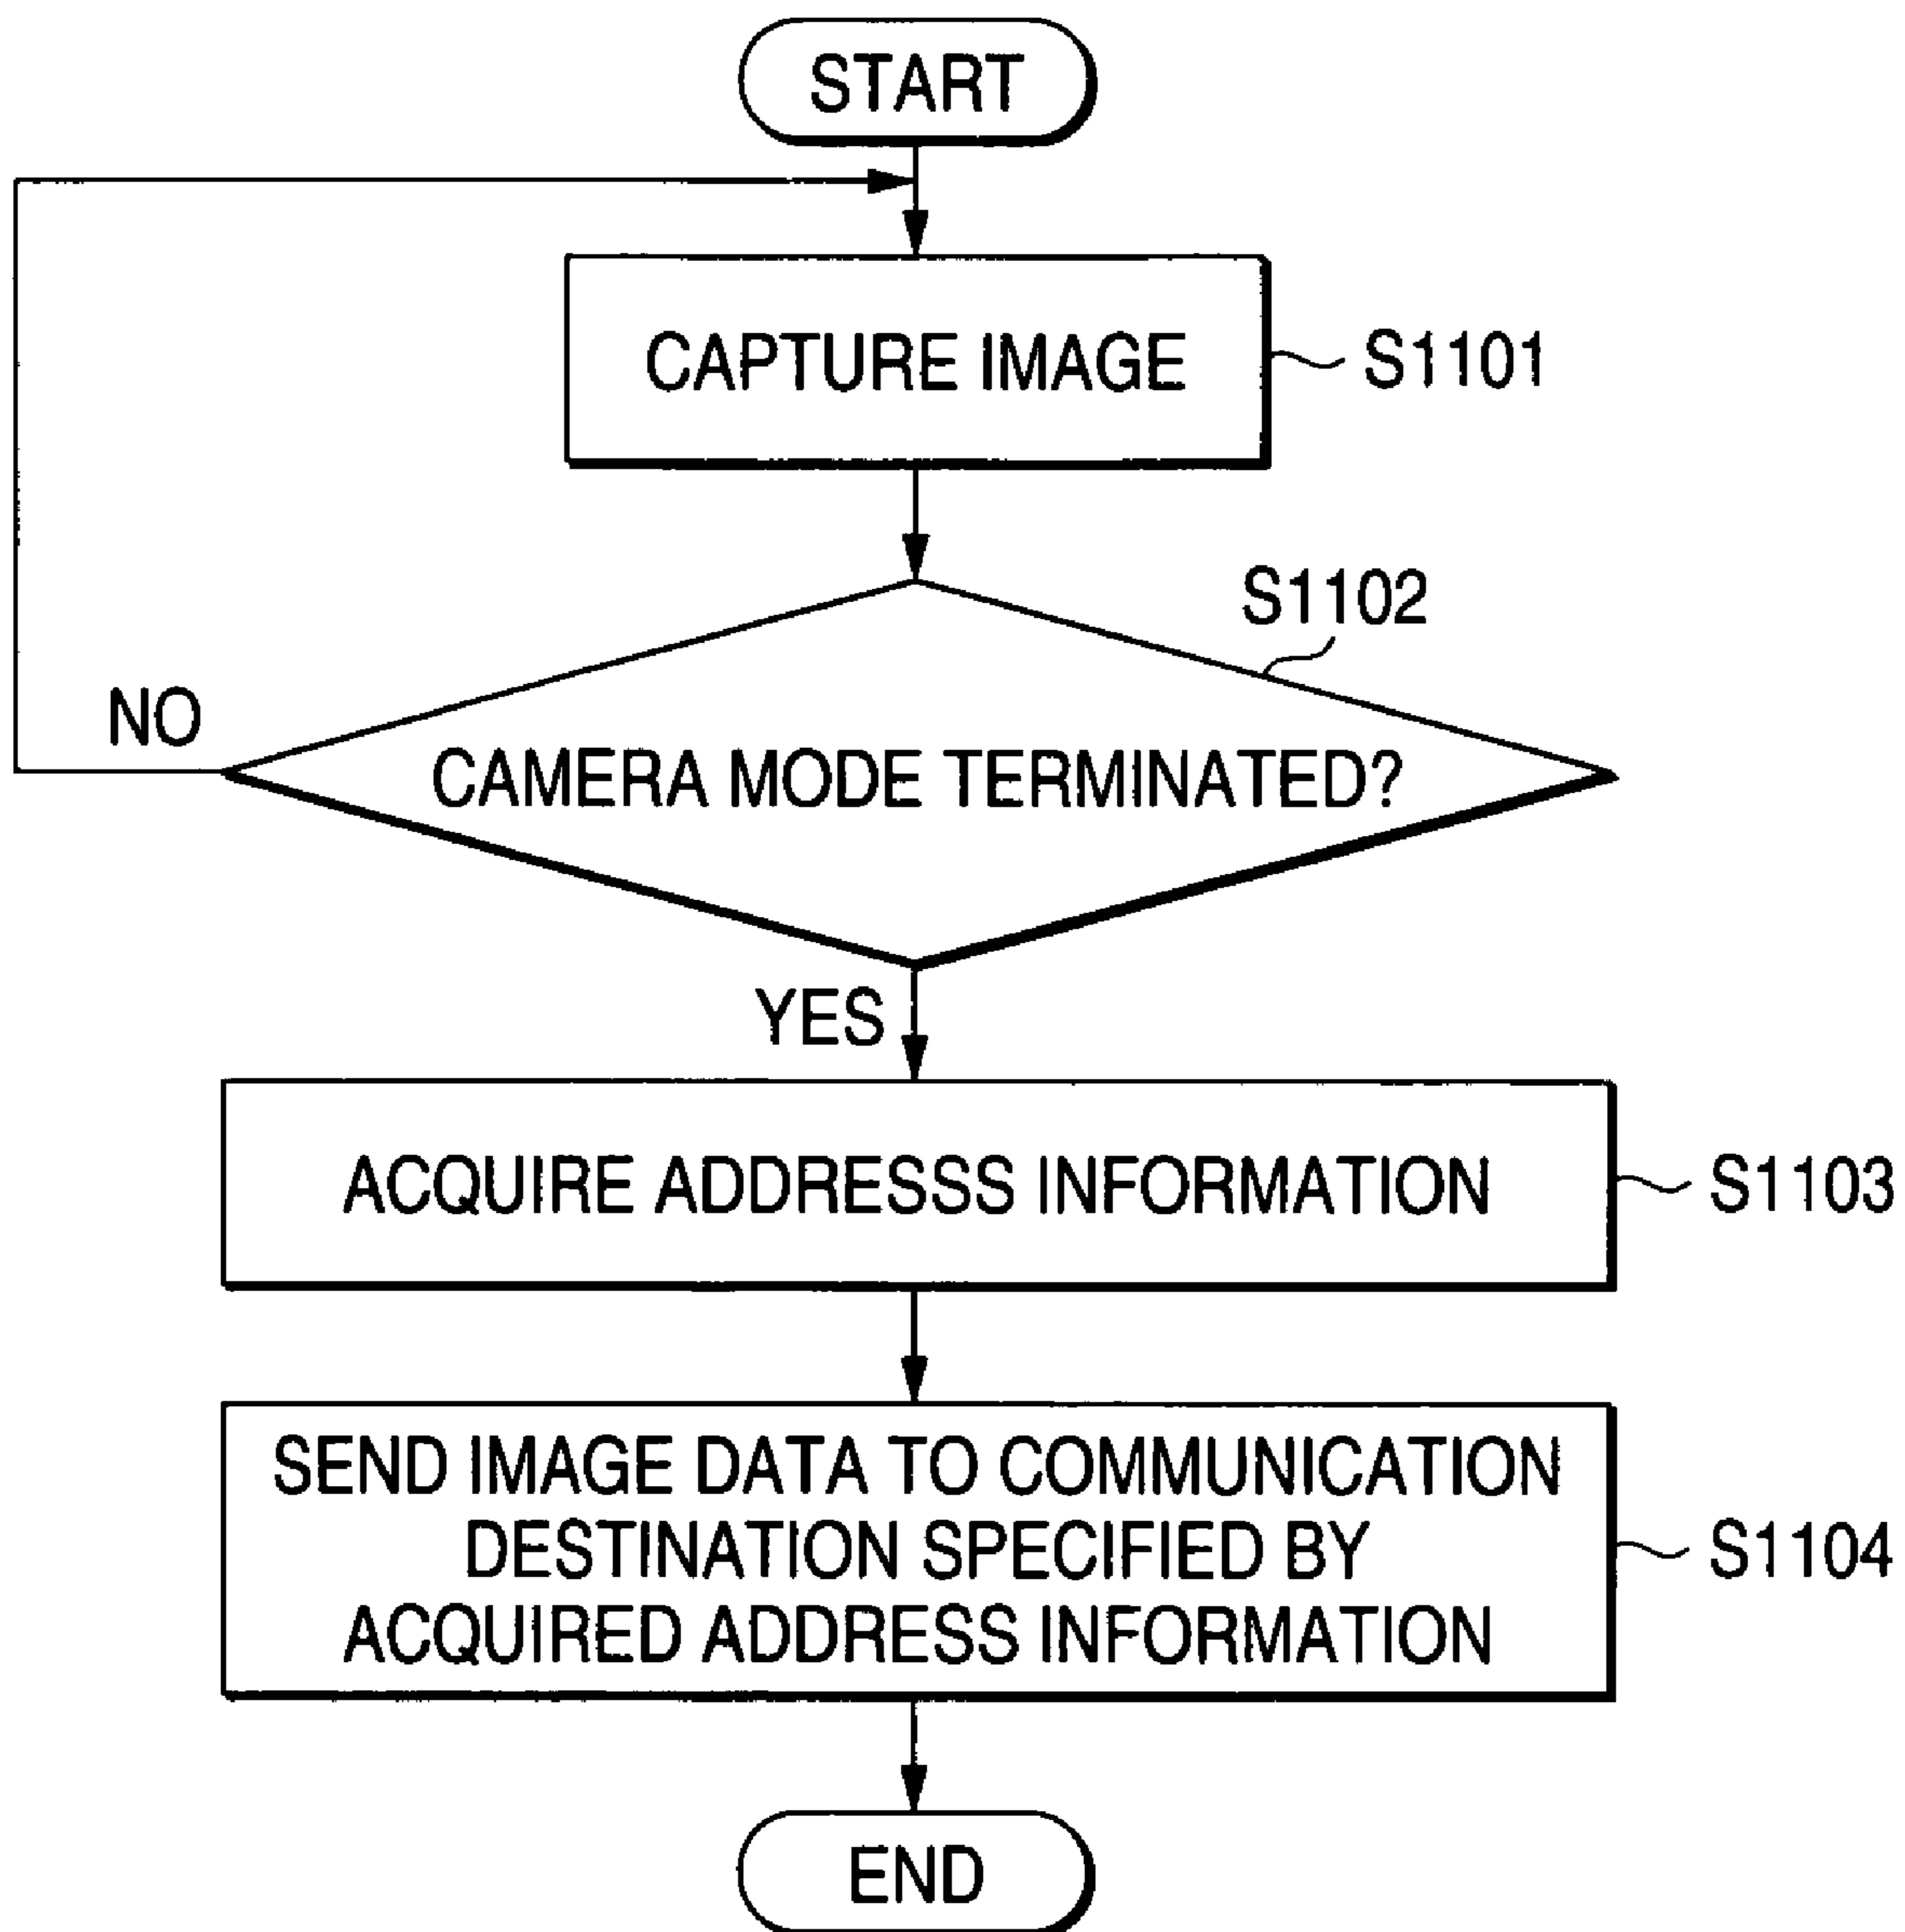 START
CAPTURE IMAGE
S1101
S1102
NO
CAMERA MODE TERMINATED?
YES
ACQUIRE ADDRESSS INFORMATION
S1103
SEND IMAGE DATA TO COMMUNICATION
DESTINATION SPECIFIED BY
S1104
ACQUIRED ADDRESS INFORMATION
END